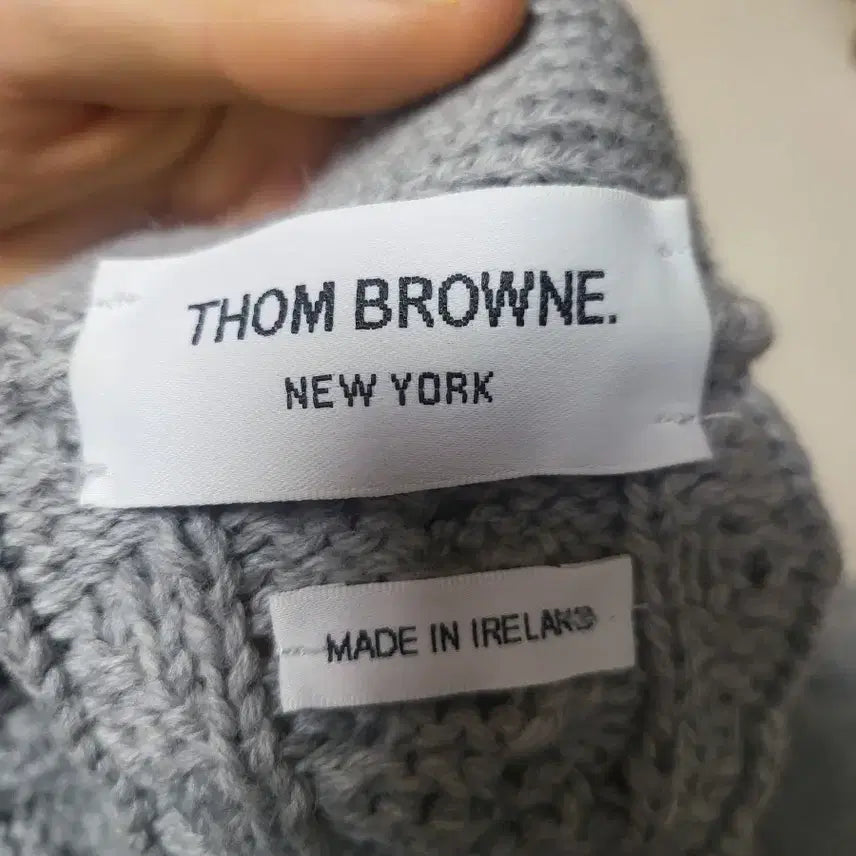 THOM BROWNE.
NEW YORK
MADE IN IRELAND